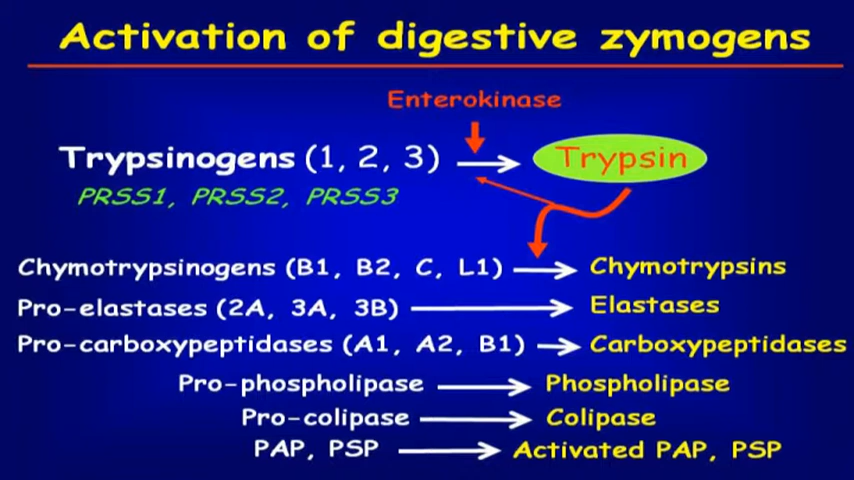 Activation of digestive zymogens
Enterokinase
Trypsinogens (1, 2, 3) Trypsin
PRSS1, PRSS2, PRSS3
Chymotrypsinogens (B1, B2, C, L1) Chymotrypsins
Pro-elastases (2A, 3A, 3B) Elastases
Pro-carboxypeptidases (A1, A2, B1) Carboxypeptidases
Pro-phospholipase Phospholipase
Pro-colipase Colipase
PAP, PSP Activated PAP, PSP